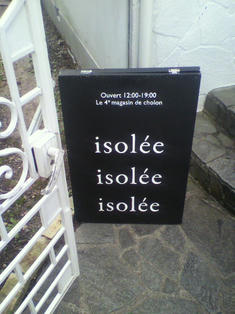 Ouvert 12:00-19:00
Le 4e magasin de cholon
isolée
isolée
isolée